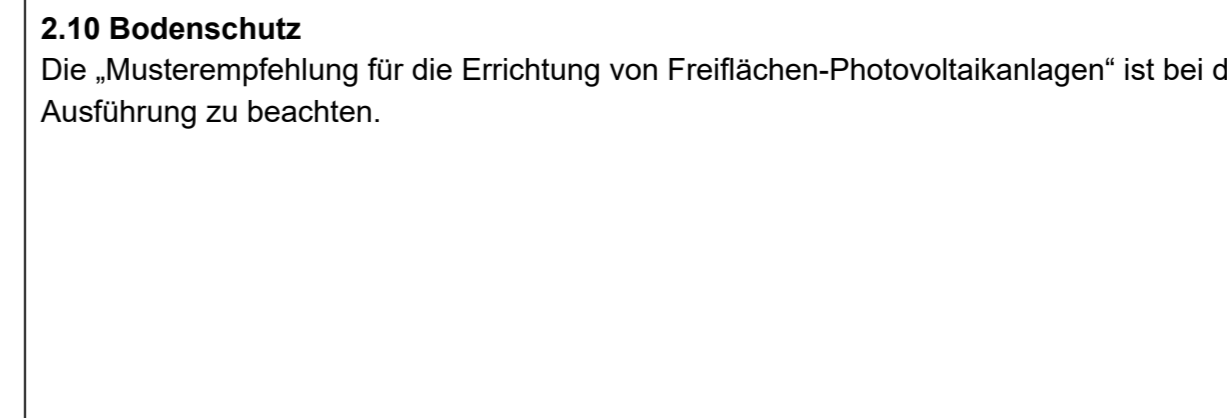 2.10 Bodenschutz
Die „Musterempfehlung für die Errichtung von Freiflächen-Photovoltaikanlagen“ ist bei
Ausführung zu beachten.